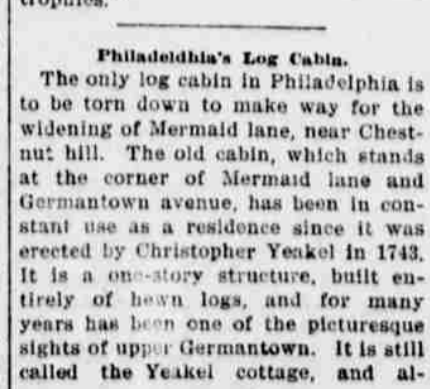 trophies.
Philadeldhia's Log Cabin.
The only log cabin in Philadelphia is
to be torn down to make way for the
widening of Mermaid lane, near Chest-
nut hill. The old cabin, which stands
at the corner of Mermaid lane and
Germantown avenue, has been in con-
stant use as a residence since it was
erected by Christopher Yeakel in 1743.
It is a one-story structure, built en-
tirely of hewn logs, and for many
years has been one of the picturesque
sights of upper Germantown. It is still
called the Yeakel cottage, and al-